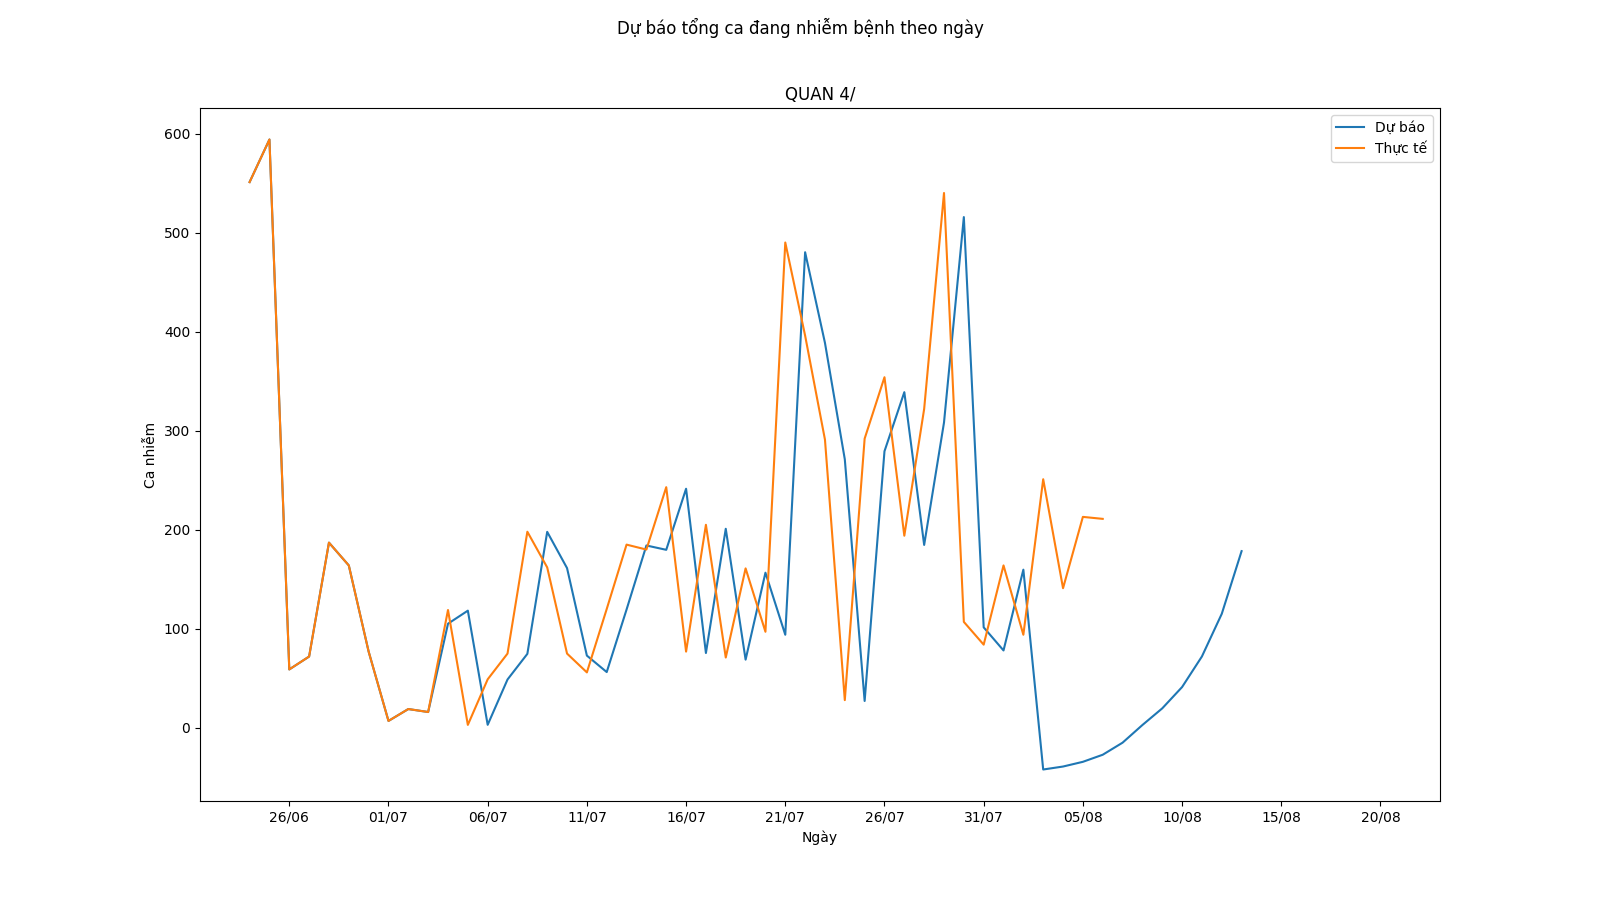 Dự báo tổng ca đang nhiễm bệnh theo ngày
QUAN 4/
Dự báo
Thực tế
600
500
400
300
200
100
0
Ca nhiễm
26/06 01/07 06/07 11/07 16/07 21/07 26/07 31/07 05/08 10/08 15/08 20/08
Ngày